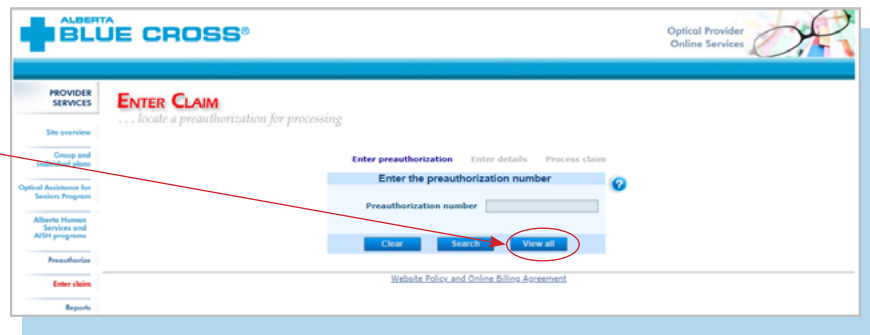 ALBERTA
BLUE CROSS®
Optical Provider
Online Services
PROVIDER
SERVICES
Site overview
Group and
individual plans
Optical Assistance for
Seniors Program
Alberta Human
Services and
AISH programs
Preauthorize
Enter claim
Reports
ENTER CLAIM
... locate a preauthorization for processing
Enter preauthorization Enter details Process claim
Enter the preauthorization number
?
Preauthorization number
Clear Search View all
Website Policy and Online Billing Agreement